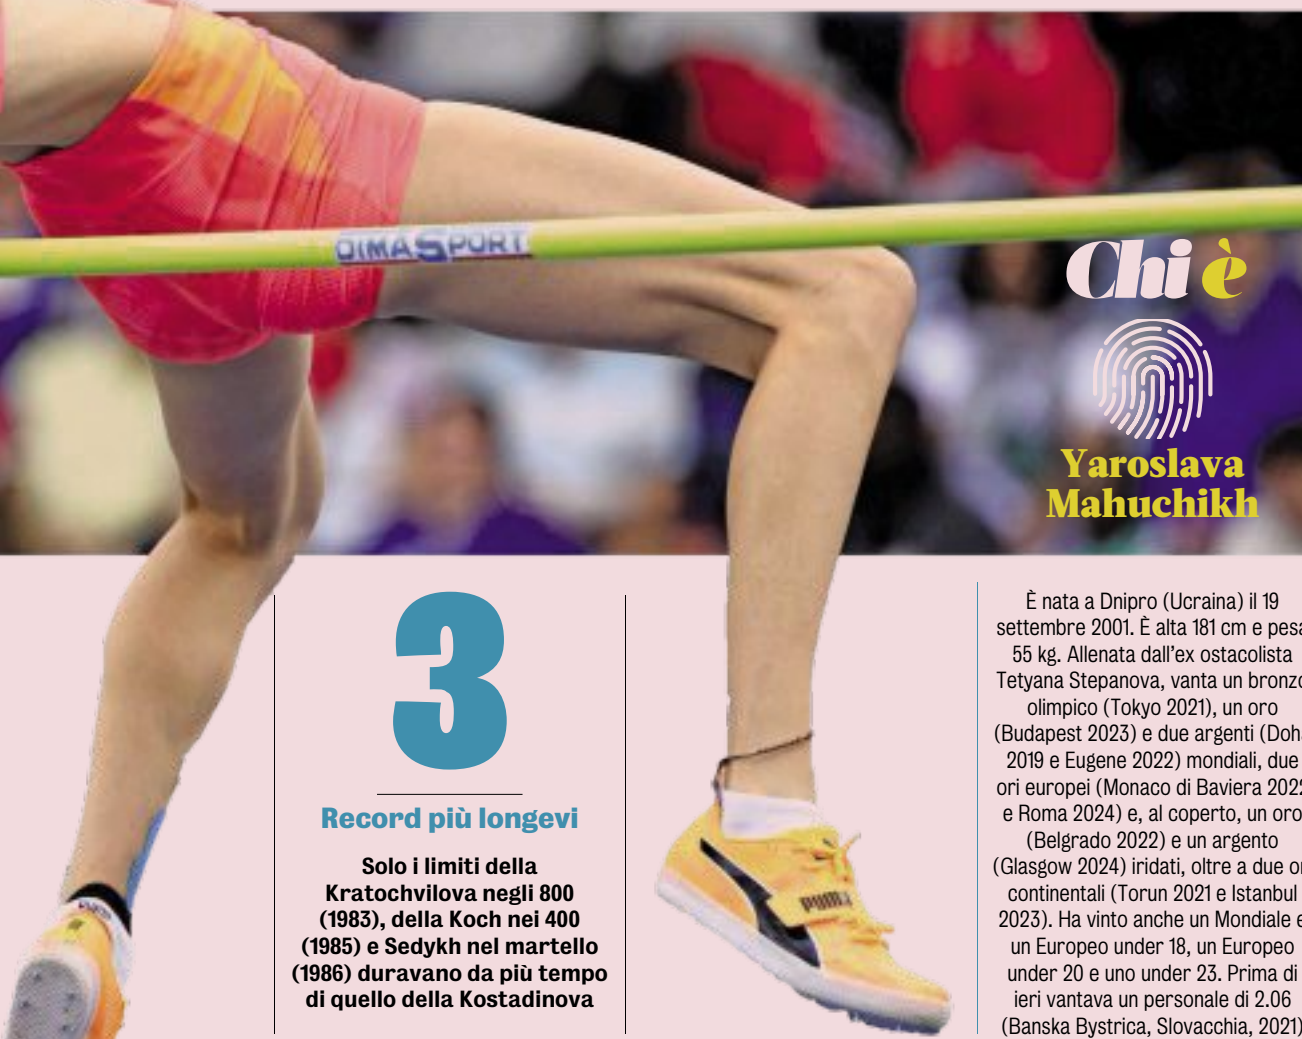 DIMASPORT
Chi è
Yaroslava
Mahuchikh
3
Record più longevi
Solo i limiti della
Kratochvilova negli 800
(1983), della Koch nei 400
(1985) e Sedykh nel martello
(1986) duravano da più tempo
di quello della Kostadinova
PUMA
È nata a Dnipro (Ucraina) il 19
settembre 2001. È alta 181 cm e pesa
55 kg. Allenata dall'ex ostacolista
Tetyana Stepanova, vanta un bronzo
olimpico (Tokyo 2021), un oro
(Budapest 2023) e due argenti (Doha
2019 e Eugene 2022) mondiali, due
ori europei (Monaco di Baviera 2022
e Roma 2024) e, al coperto, un oro
(Belgrado 2022) e un argento
(Glasgow 2024) iridati, oltre a due or
continentali (Torun 2021 e Istanbul
2023). Ha vinto anche un Mondiale e
un Europeo under 18, un Europeo
under 20 e uno under 23. Prima di
ieri vantava un personale di 2.06
(Banska Bystrica, Slovacchia, 2021)